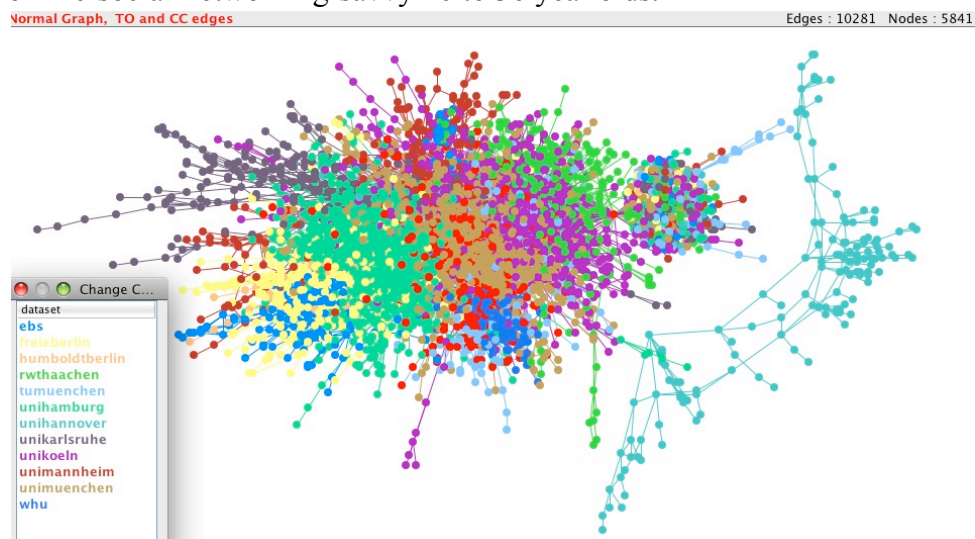 Normal Graph, TO and CC edges
Edges : 10281 Nodes : 5841
Change C...
dataset
ebs
freieberlin
humboldtberlin
rwthaachen
tumuenchen
unihamburg
unihannover
unikarlsruhe
unikoeln
unimannheim
unimuenchen
whu